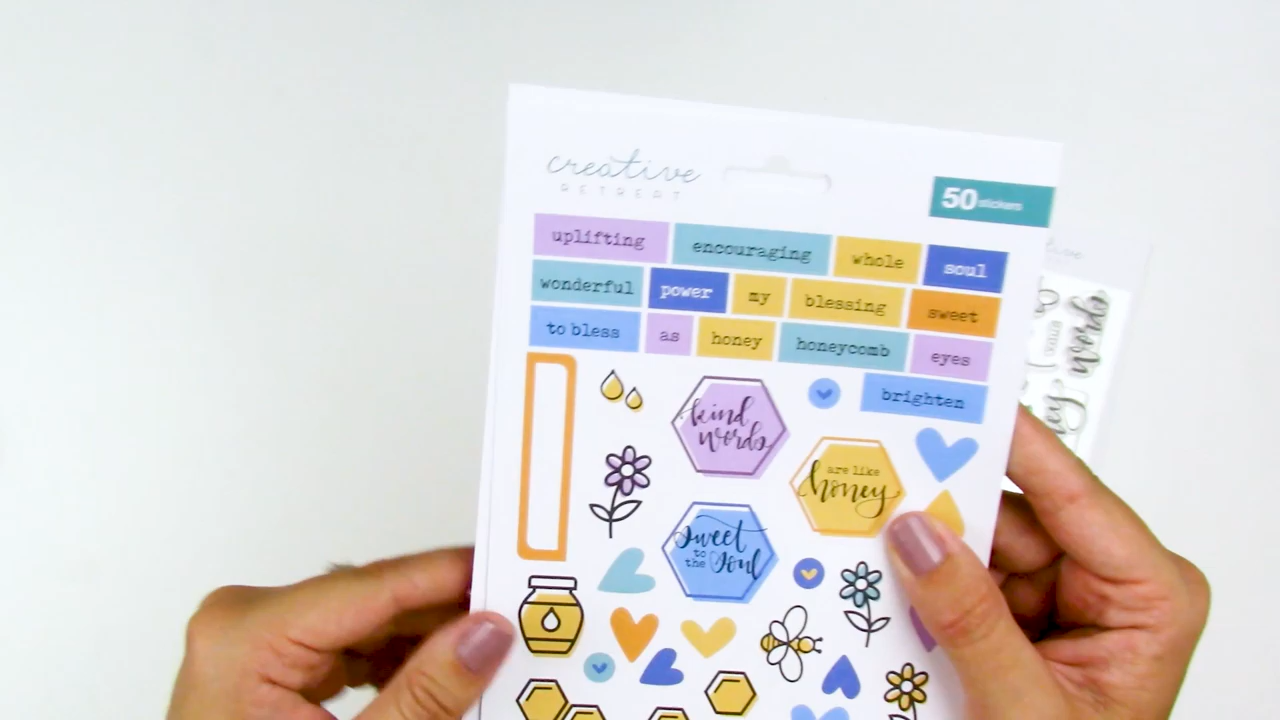 creative
RETREAT
50 stickers
uplifting encouraging whole soul
wonderful power my blessing sweet
to bless as honey honeycomb eyes
brighten
kind
words
are like
honey
sweet
to
the soul